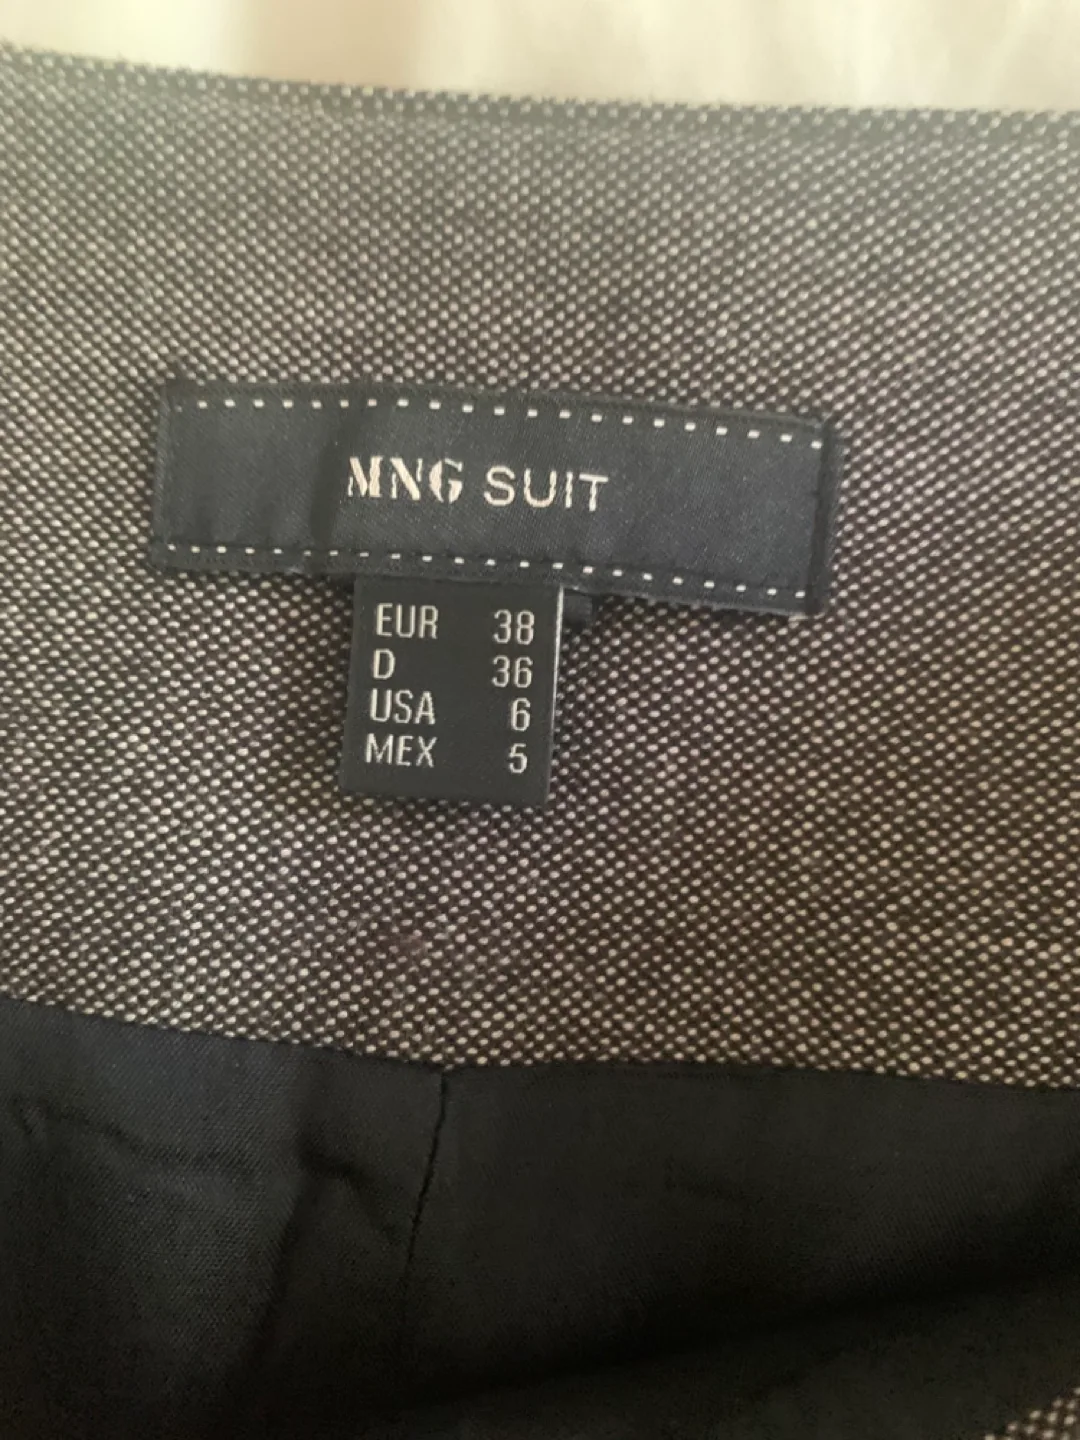 MNG SUIT
EUR 38
D 36
USA 6
MEX 5